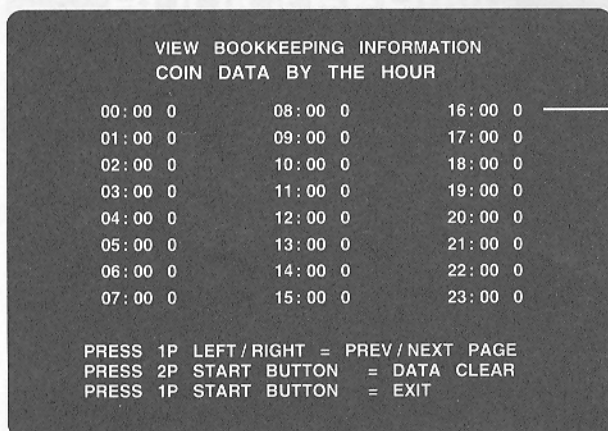 VIEW BOOKKEEPING INFORMATION
COIN DATA BY THE HOUR
00:00 0 08:00 0 16:00 0
01:00 0 09:00 0 17:00 0
02:00 0 10:00 0 18:00 0
03:00 0 11:00 0 19:00 0
04:00 0 12:00 0 20:00 0
05:00 0 13:00 0 21:00 0
06:00 0 14:00 0 22:00 0
07:00 0 15:00 0 23:00 0
PRESS 1P LEFT/RIGHT = PREV/NEXT PAGE
PRESS 2P START BUTTON = DATA CLEAR
PRESS 1P START BUTTON = EXIT